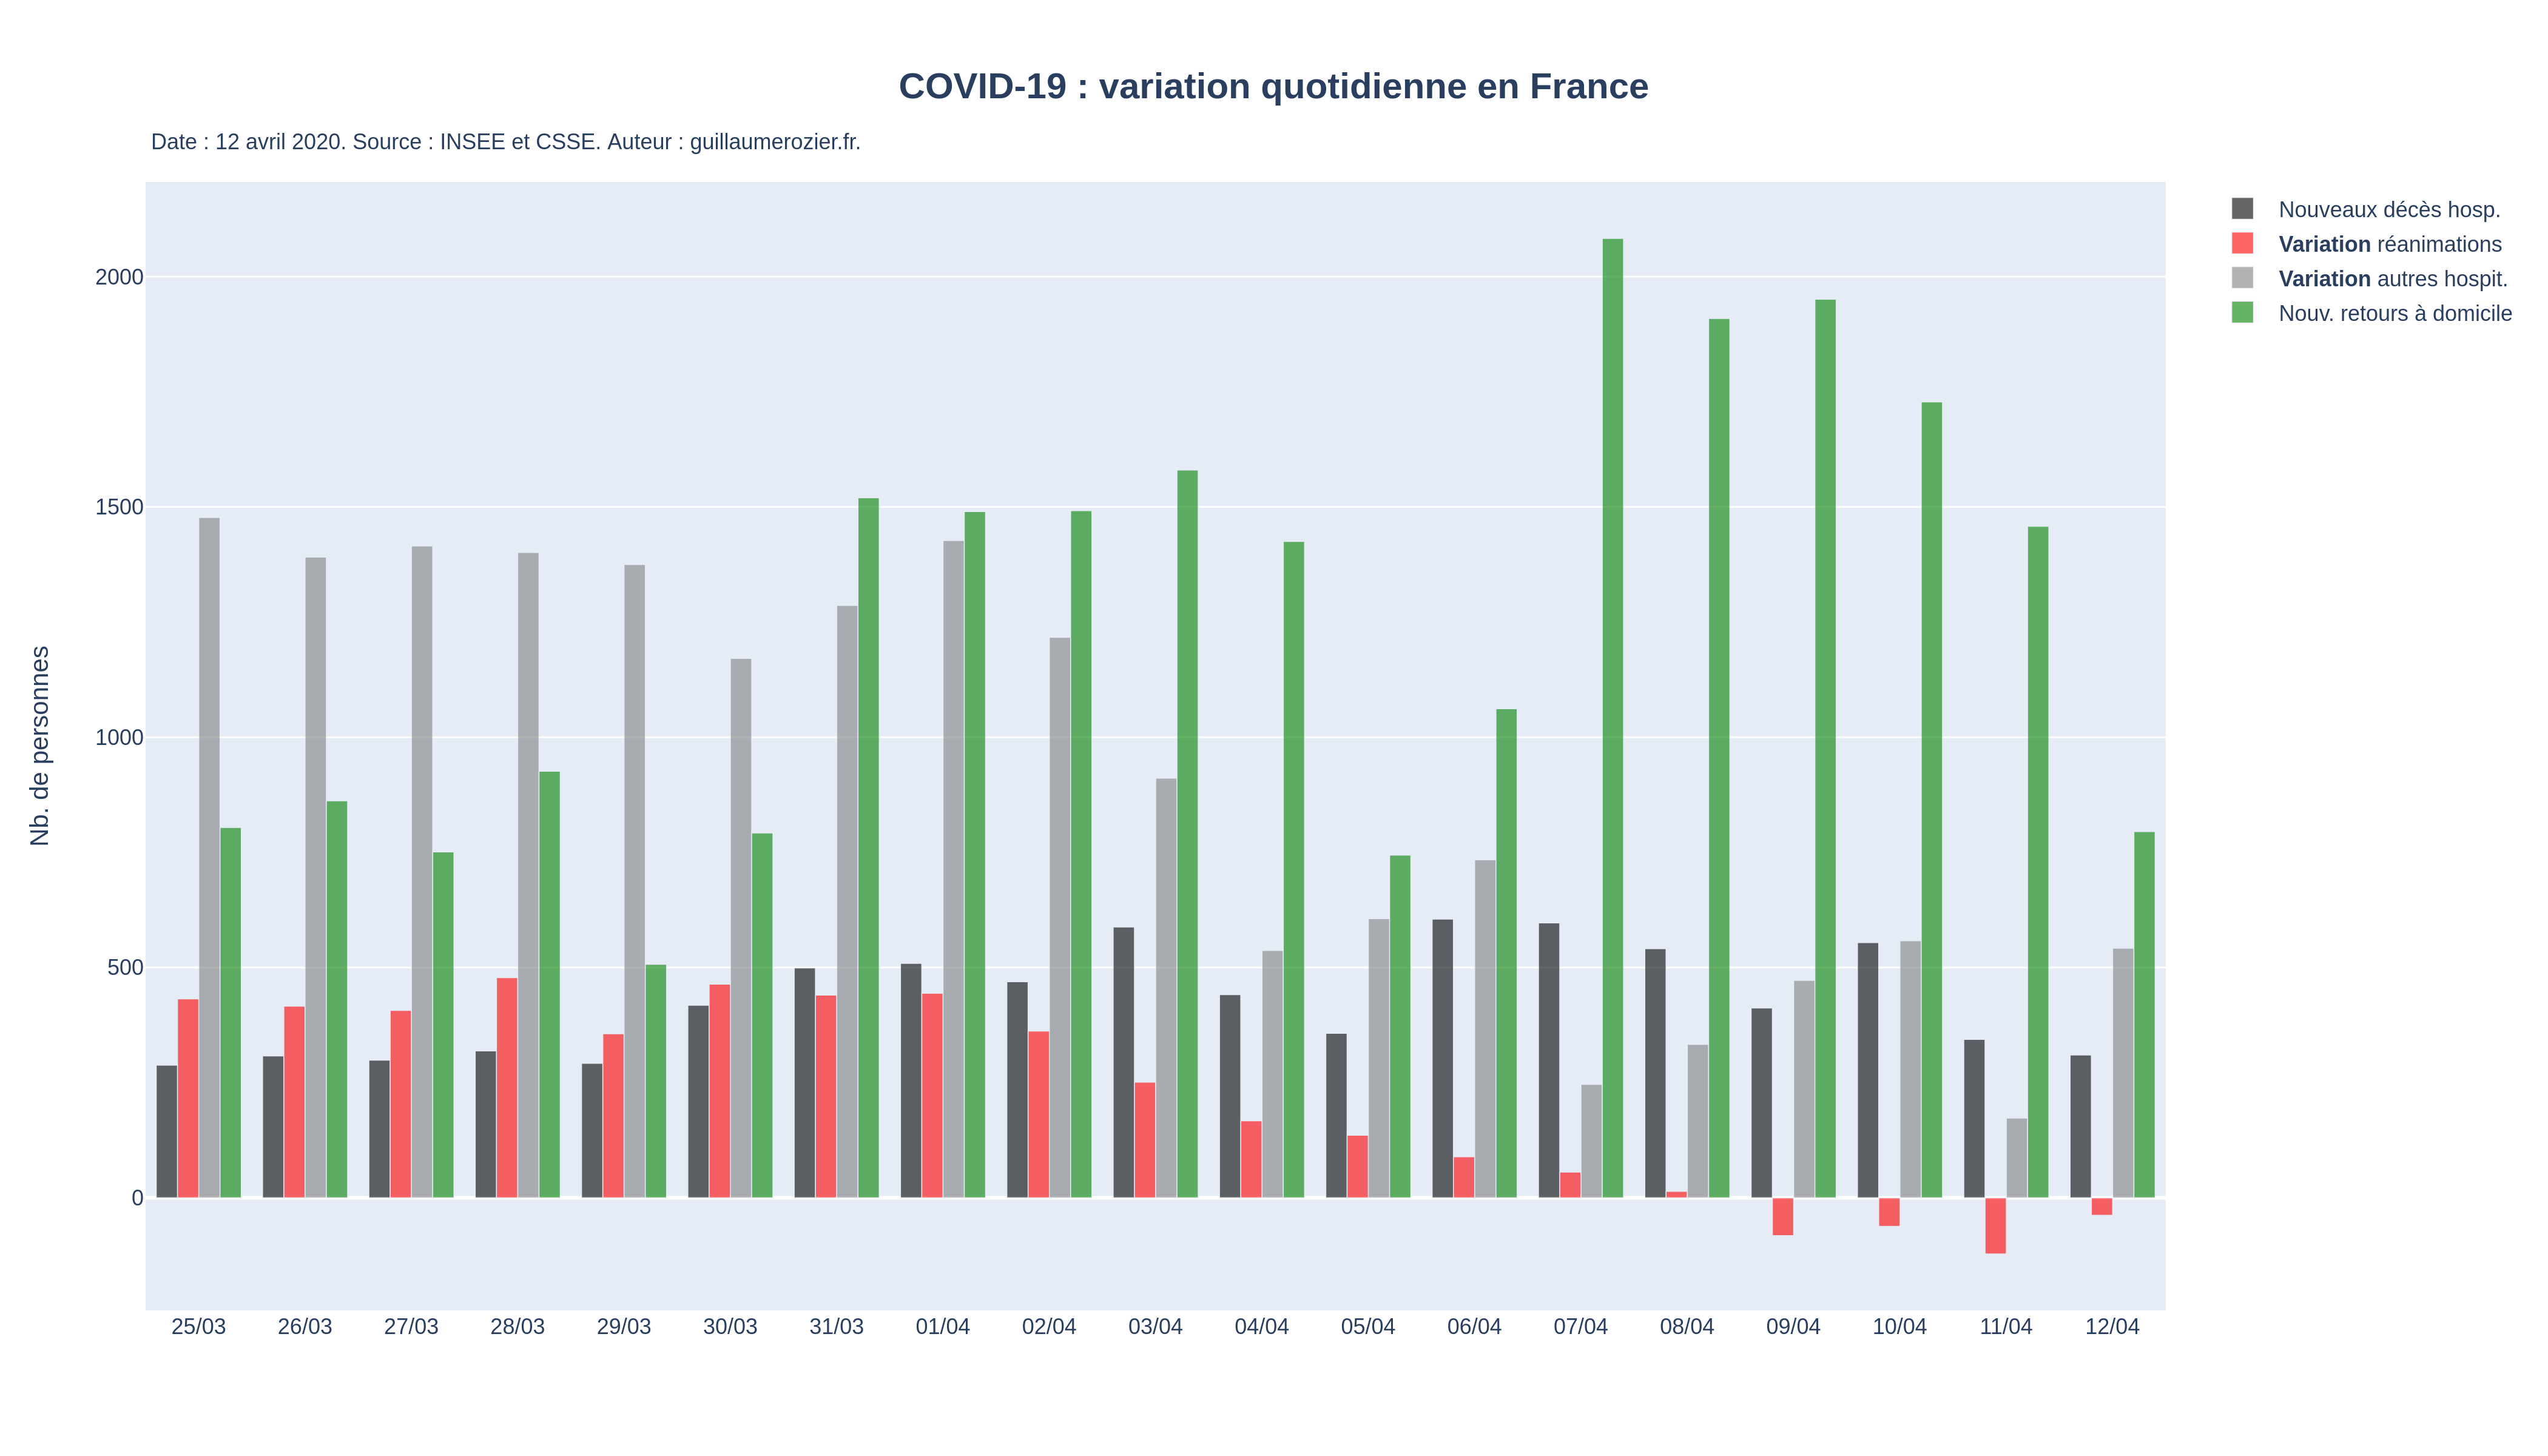 COVID-19 : variation quotidienne en France
Date : 12 avril 2020. Source : INSEE et CSSE. Auteur : guillaumerozier.fr.
Nouveaux décès hosp.
Variation réanimations
Variation autres hospit.
Nouv. retours à domicile
Nb. de personnes
2000
1500
1000
500
0
25/03 26/03 27/03 28/03 29/03 30/03 31/03 01/04 02/04 03/04 04/04 05/04 06/04 07/04 08/04 09/04 10/04 11/04 12/04